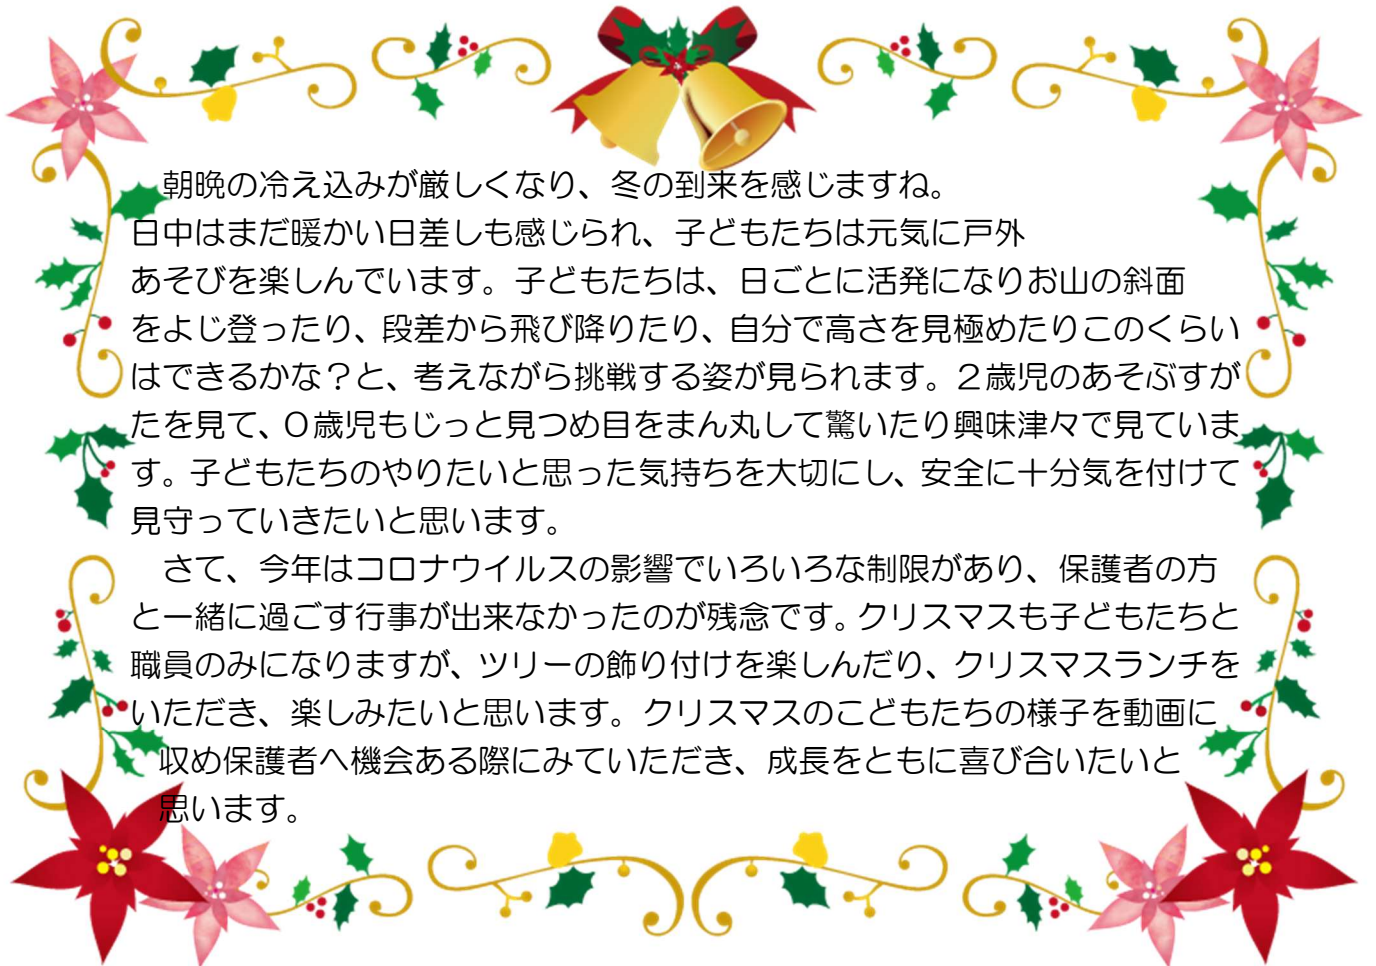 朝晩の冷え込みが厳しくなり、冬の到来を感じますね。
日中はまだ暖かい日差しも感じられ、子どもたちは元気に戸外
あそびを楽しんでいます。子どもたちは、日ごとに活発になりお山の斜面
をよじ登ったり、段差から飛び降りたり、自分で高さを見極めたりこのくらい
はできるかな？と、考えながら挑戦する姿が見られます。２歳児のあそぶすが
たを見て、０歳児もじっと見つめ目をまん丸して驚いたり興味津々で見ていま
す。子どもたちのやりたいと思った気持ちを大切にし、安全に十分気を付けて
見守っていきたいと思います。
さて、今年はコロナウイルスの影響でいろいろな制限があり、保護者の方
と一緒に過ごす行事が出来なかったのが残念です。クリスマスも子どもたちと
職員のみになりますが、ツリーの飾り付けを楽しんだり、クリスマスランチを
いただき、楽しみたいと思います。クリスマスのこどもたちの様子を動画に
収め保護者へ機会ある際にみていただき、成長をともに喜び合いたいと
思います。